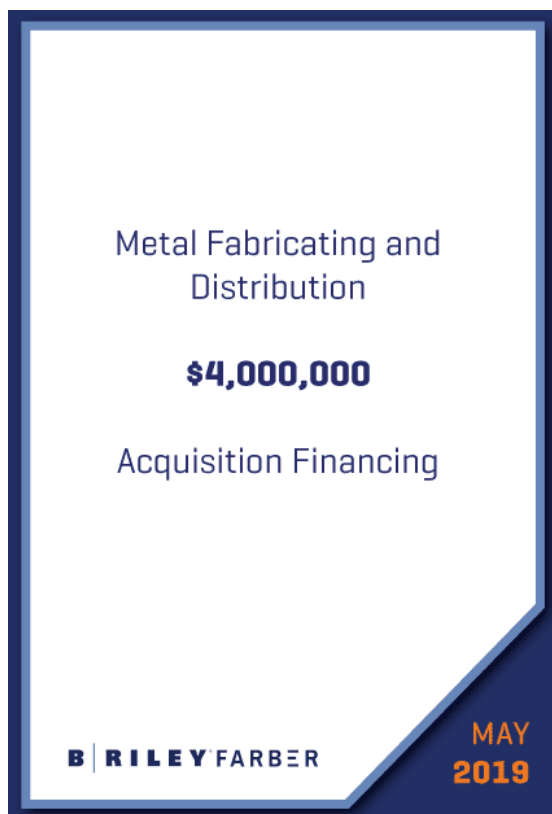 Metal Fabricating and
Distribution
$4,000,000
Acquisition Financing
B RILEY FARBER
MAY
2019